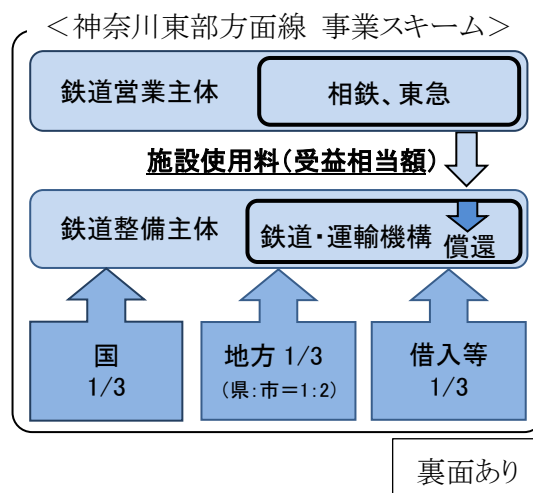 ＜神奈川東部方面線 事業スキーム＞
鉄道営業主体
相鉄、東急
施設使用料(受益相当額)
鉄道整備主体
鉄道・運輸機構
償還
国
1/3
地方 1/3
(県:市＝1:2)
借入等
1/3
裏面あり